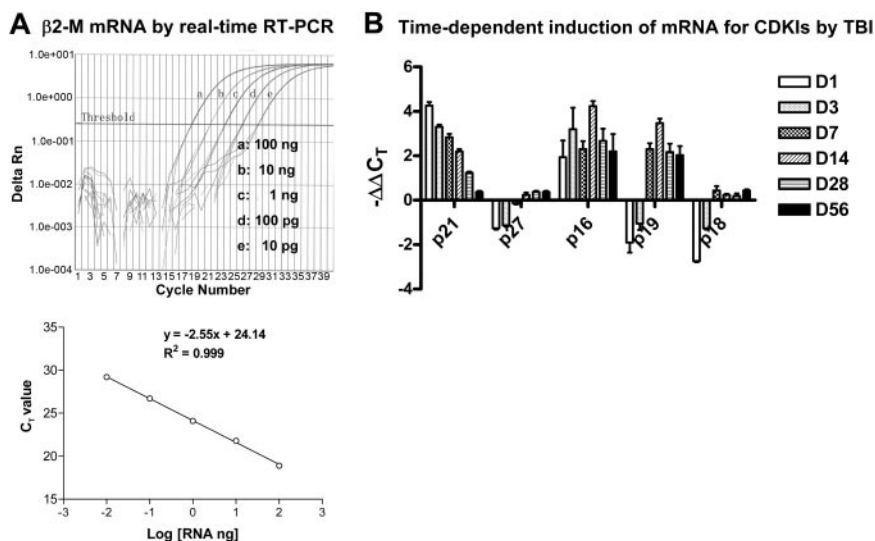 A β2-M mRNA by real-time RT-PCR
1.0e+001
1.0e+000
1.0e-001
1.0e-002
1.0e-003
1.0e-004
Delta Rn
Threshold
a b c d e
a: 100 ng
b: 10 ng
c: 1 ng
d: 100 pg
e: 10 pg
1 3 5 7 9 11 13 15 17 19 21 23 25 27 29 31 33 35 37 39
Cycle Number
y = -2.55x + 24.14
R² = 0.999
35
30
25
20
15
C_T value
-3 -2 -1 0 1 2 3
Log [RNA ng]
B Time-dependent induction of mRNA for CDKIs by TBI
6
4
2
0
-2
-4
-ΔΔC_T
p21 p27 p16 p19 p18
D1
D3
D7
D14
D28
D56